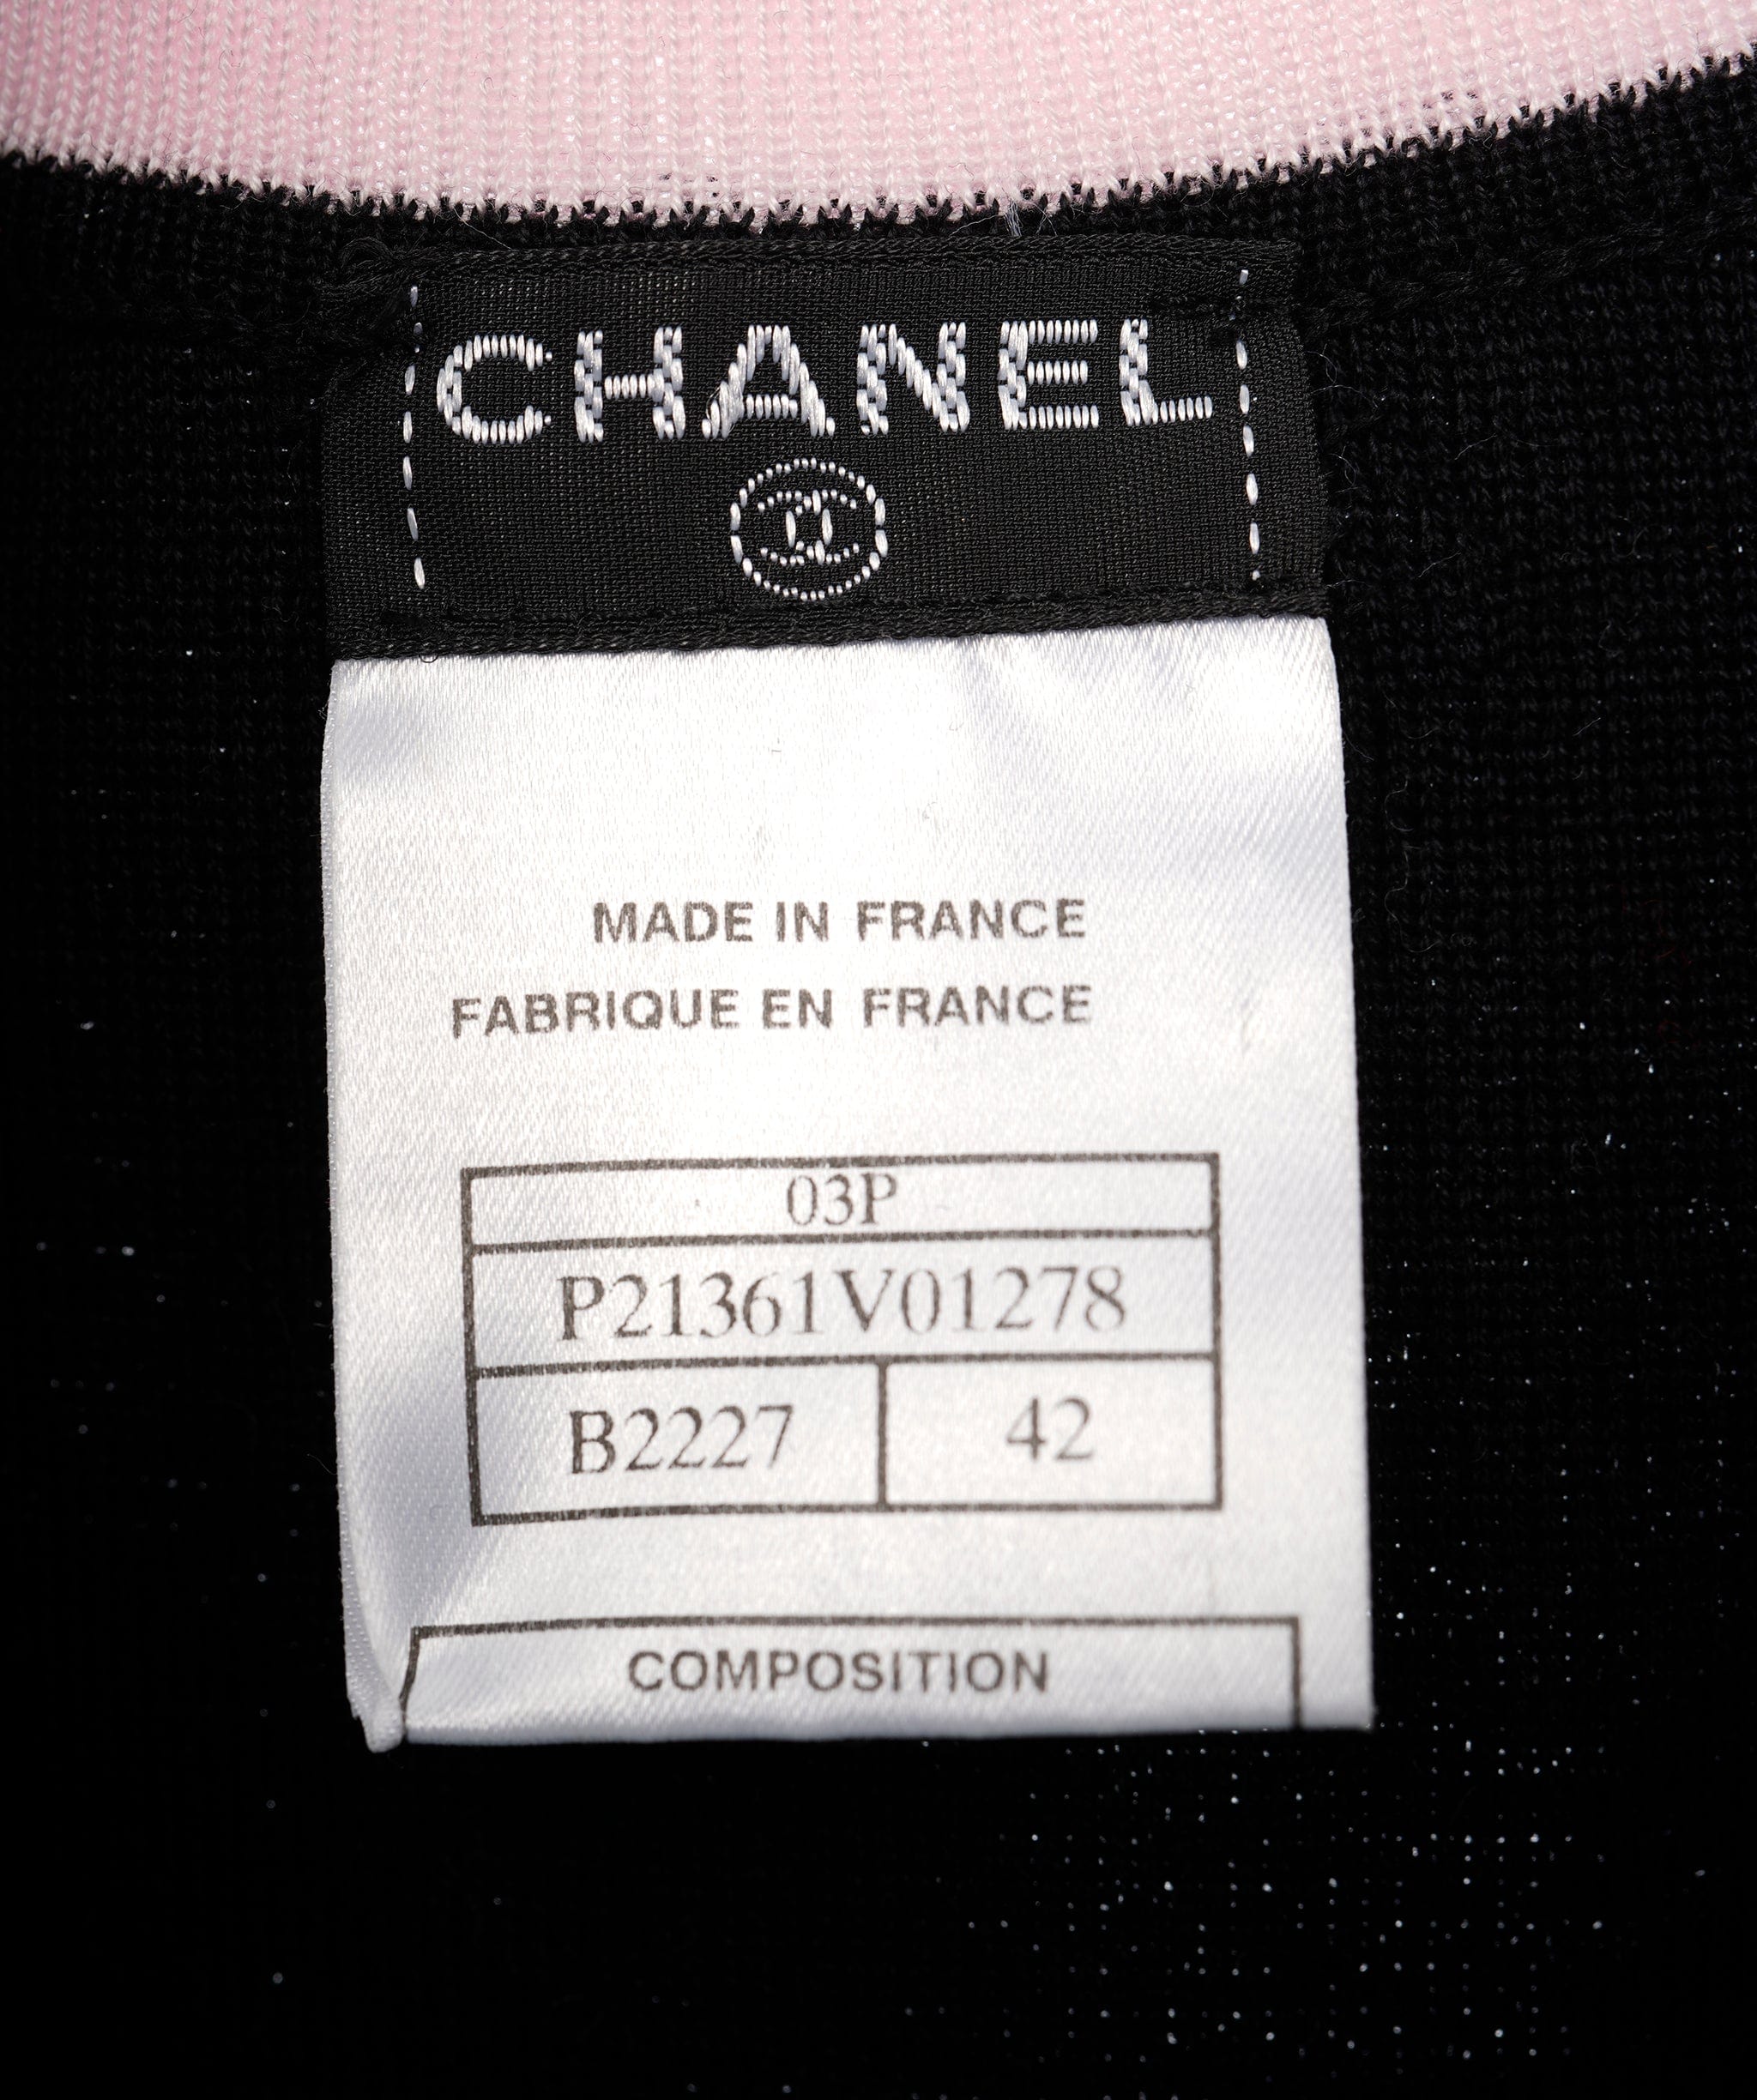 CHANEL
MADE IN FRANCE
FABRIQUE EN FRANCE
03P
P21361V01278
B2227 42
COMPOSITION